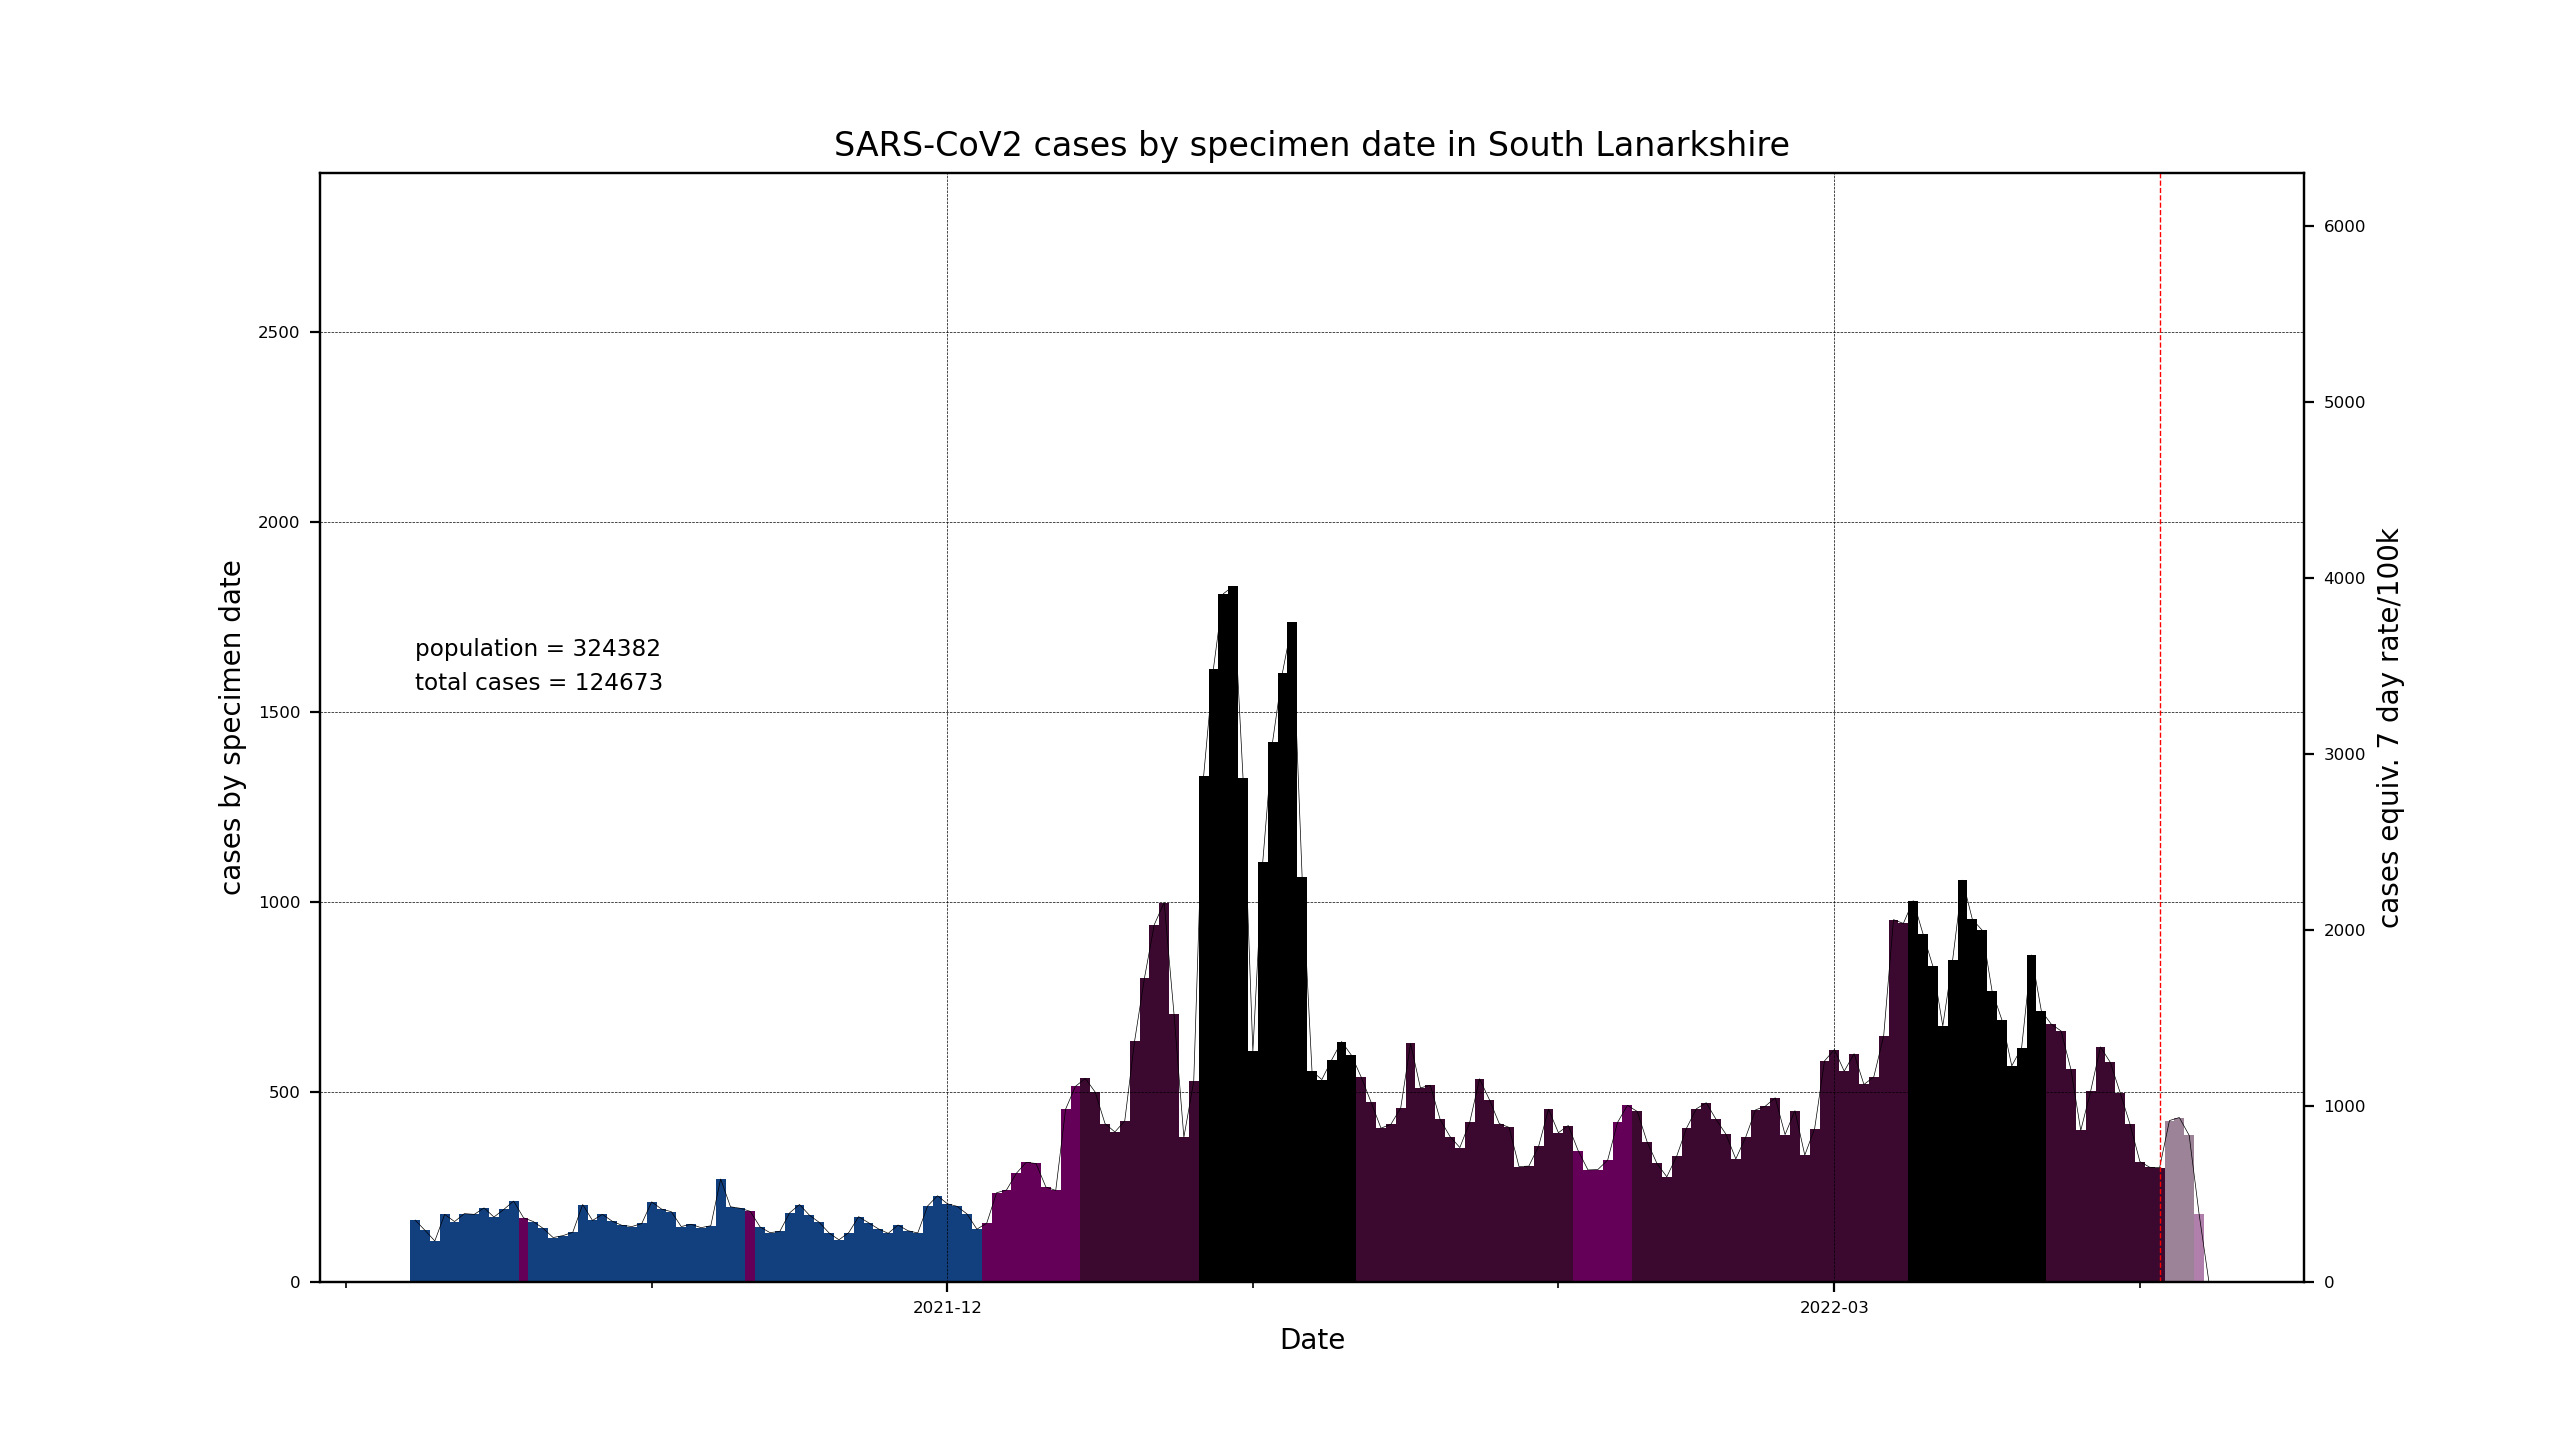 SARS-CoV2 cases by specimen date in South Lanarkshire
cases by specimen date
2500
2000
1500
1000
500
0
population = 324382
total cases = 124673
6000
5000
4000
3000
2000
1000
0
cases equiv. 7 day rate/100k
2021-12
2022-03
Date